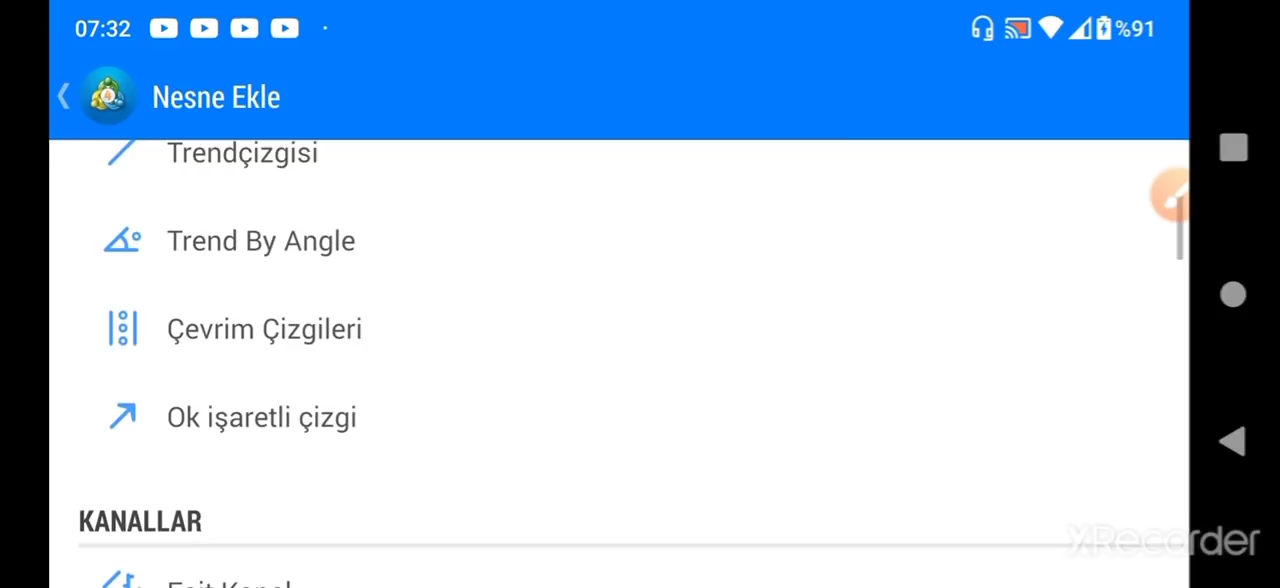 07:32 %91
Nesne Ekle
Trendçizgisi
Trend By Angle
Çevrim Çizgileri
Ok işaretli çizgi
KANALLAR
XRecorder